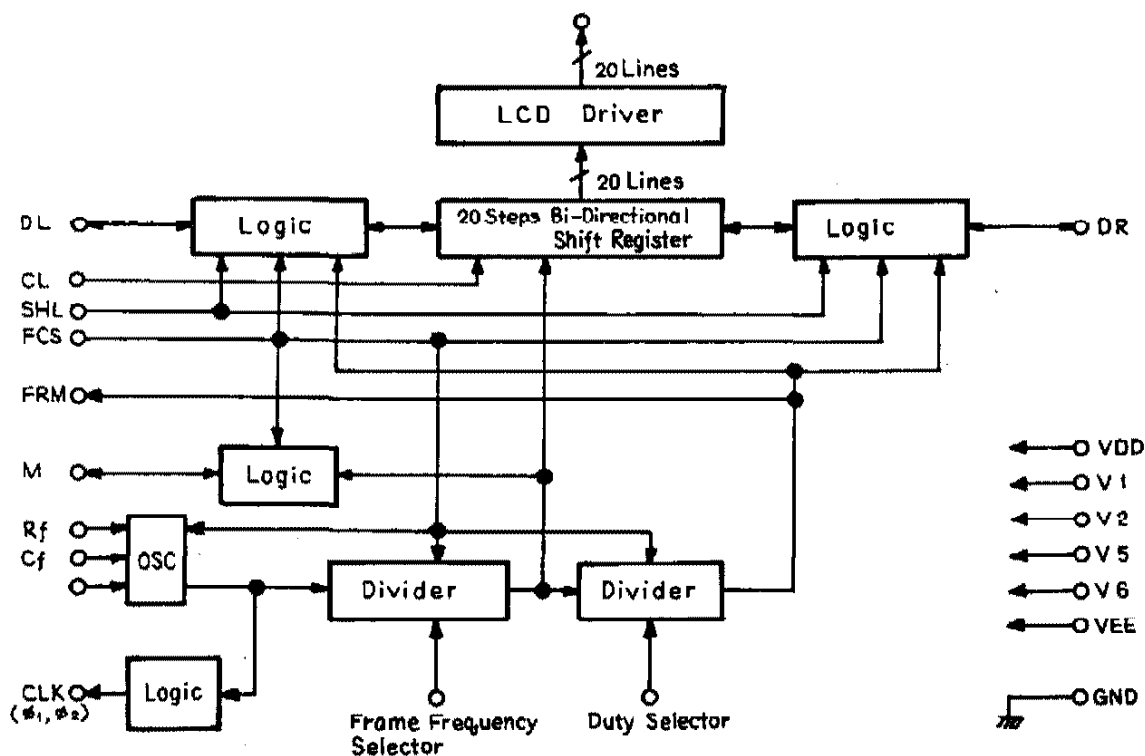 20 Lines
LCD Driver
20 Lines
DL
Logic
20 Steps Bi-Directional
Shift Register
Logic
DR
CL
SHL
FCS
FRM
M
Logic
VDD
V1
V2
V5
V6
VEE
GND
Rf
Cf
OSC
Divider
Divider
CLK
(ø1, ø2)
Logic
Frame Frequency
Selector
Duty Selector